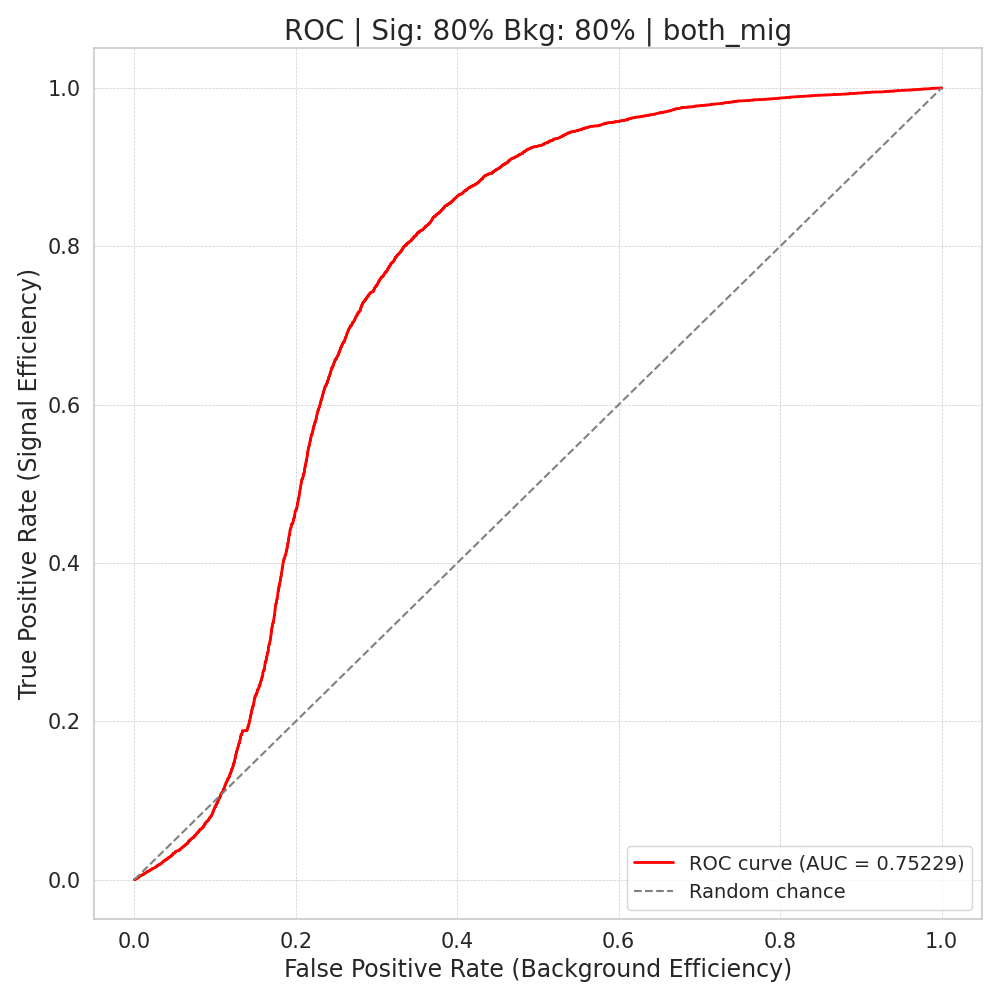 ROC | Sig: 80% Bkg: 80% | both_mig
True Positive Rate (Signal Efficiency)
1.0
0.8
0.6
0.4
0.2
0.0
0.0 0.2 0.4 0.6 0.8 1.0
False Positive Rate (Background Efficiency)
ROC curve (AUC = 0.75229)
Random chance